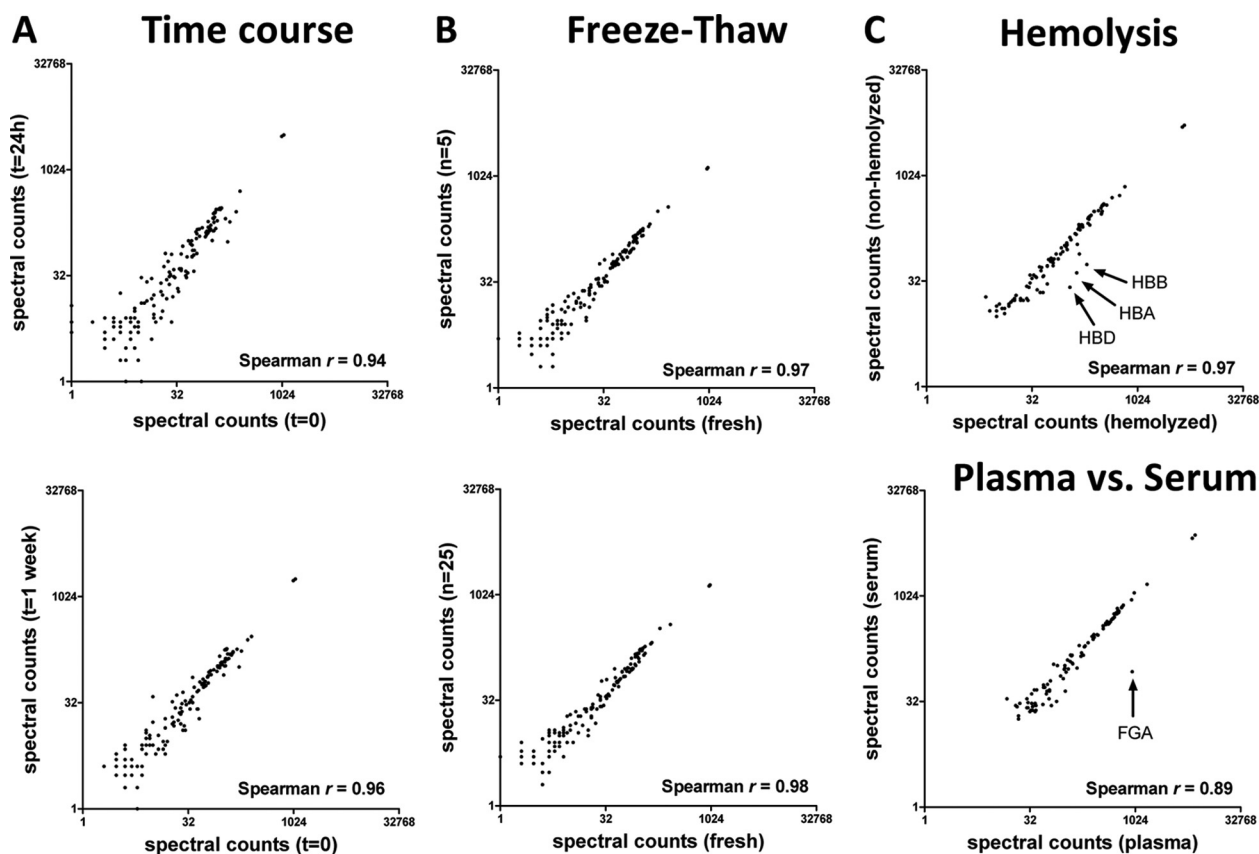 A Time course
32768
1024
32
1
spectral counts (t=24h)
Spearman r = 0.94
1 32 1024 32768
spectral counts (t=0)
32768
1024
32
1
spectral counts (t=1 week)
Spearman r = 0.96
1 32 1024 32768
spectral counts (t=0)
B Freeze-Thaw
32768
1024
32
1
spectral counts (n=5)
Spearman r = 0.97
1 32 1024 32768
spectral counts (fresh)
32768
1024
32
1
spectral counts (n=25)
Spearman r = 0.98
1 32 1024 32768
spectral counts (fresh)
C Hemolysis
32768
1024
32
1
spectral counts (non-hemolyzed)
HBB
HBA
HBD
Spearman r = 0.97
1 32 1024 32768
spectral counts (hemolyzed)
Plasma vs. Serum
32768
1024
32
1
spectral counts (serum)
FGA
Spearman r = 0.89
1 32 1024 32768
spectral counts (plasma)